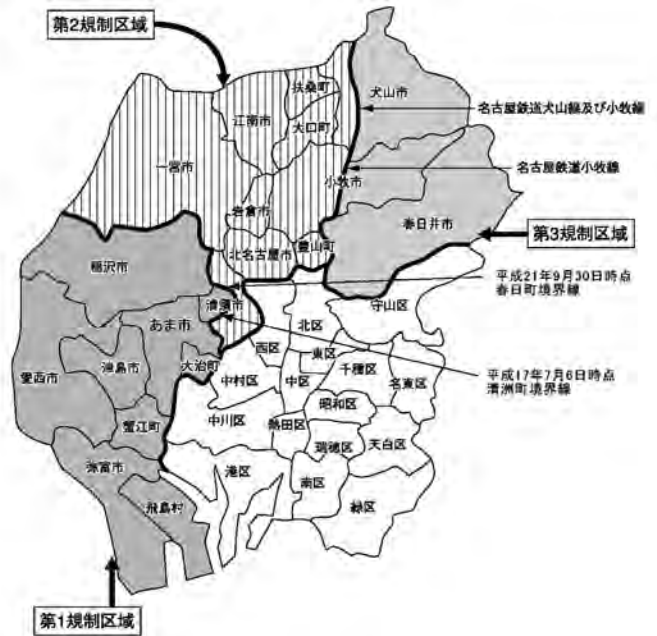 第2規制区域
扶桑町
犬山市
江南市
大口町
名古屋鉄道犬山線及び小牧線
一宮市
名古屋鉄道小牧線
小牧市
岩倉市
春日井市
第3規制区域
北名古屋市
豊山町
稲沢市
平成21年9月30日時点
春日町境界線
清須市
守山区
あま市
北区
西区
東区
千種区
平成17年7月6日時点
清洲町境界線
津島市
大治町
愛西市
中村区
中区
名東区
昭和区
蟹江町
中川区
熱田区
瑞穂区
天白区
弥富市
港区
南区
緑区
飛島村
第1規制区域